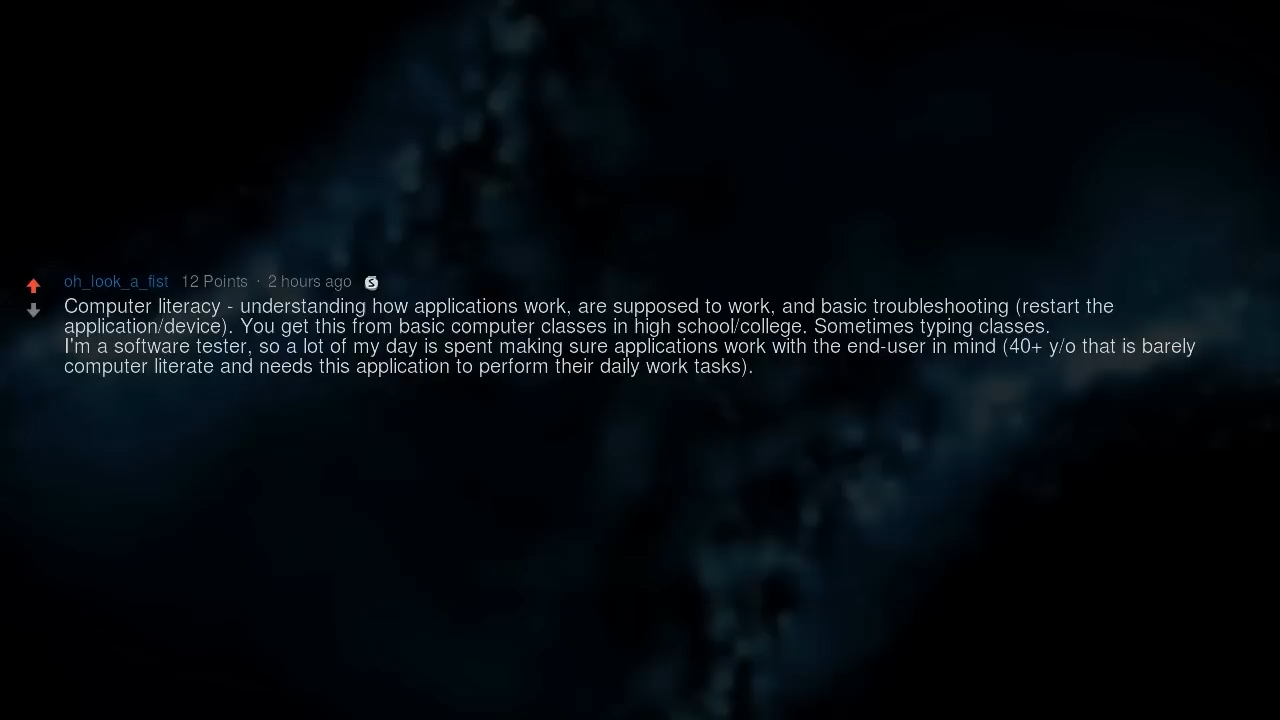 oh_look_a_fist 12 Points · 2 hours ago S
Computer literacy - understanding how applications work, are supposed to work, and basic troubleshooting (restart the
application/device). You get this from basic computer classes in high school/college. Sometimes typing classes.
I'm a software tester, so a lot of my day is spent making sure applications work with the end-user in mind (40+ y/o that is barely
computer literate and needs this application to perform their daily work tasks).